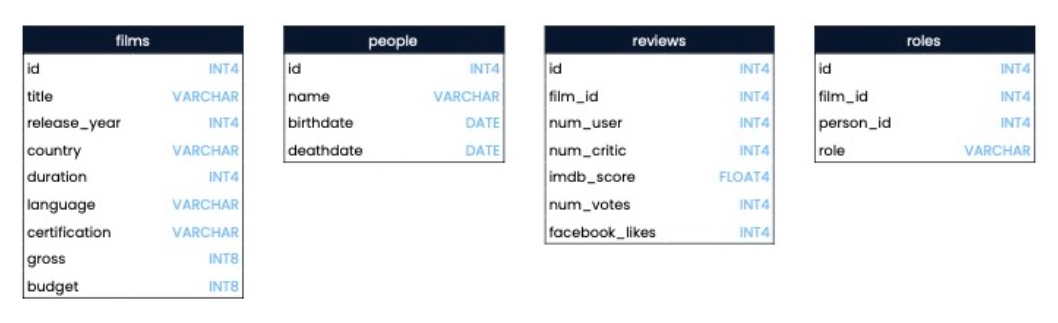 films
id INT4
title VARCHAR
release_year INT4
country VARCHAR
duration INT4
language VARCHAR
certification VARCHAR
gross INT8
budget INT8
people
id INT4
name VARCHAR
birthdate DATE
deathdate DATE
reviews
id INT4
film_id INT4
num_user INT4
num_critic INT4
imdb_score FLOAT4
num_votes INT4
facebook_likes INT4
roles
id INT4
film_id INT4
person_id INT4
role VARCHAR